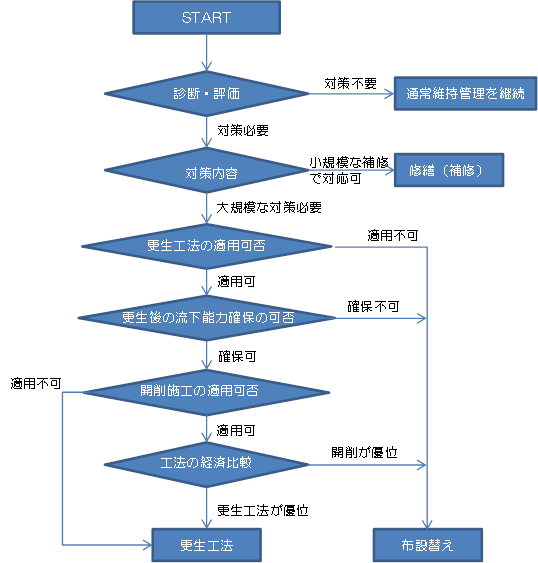 START
診断・評価
対策不要
通常維持管理を継続
対策必要
対策内容
小規模な補修
で対応可
修繕（補修）
大規模な対策必要
更生工法の適用可否
適用不可
適用可
更生後の流下能力確保の可否
確保不可
確保可
適用不可
開削施工の適用可否
適用可
工法の経済比較
開削が優位
更生工法が優位
更生工法
布設替え